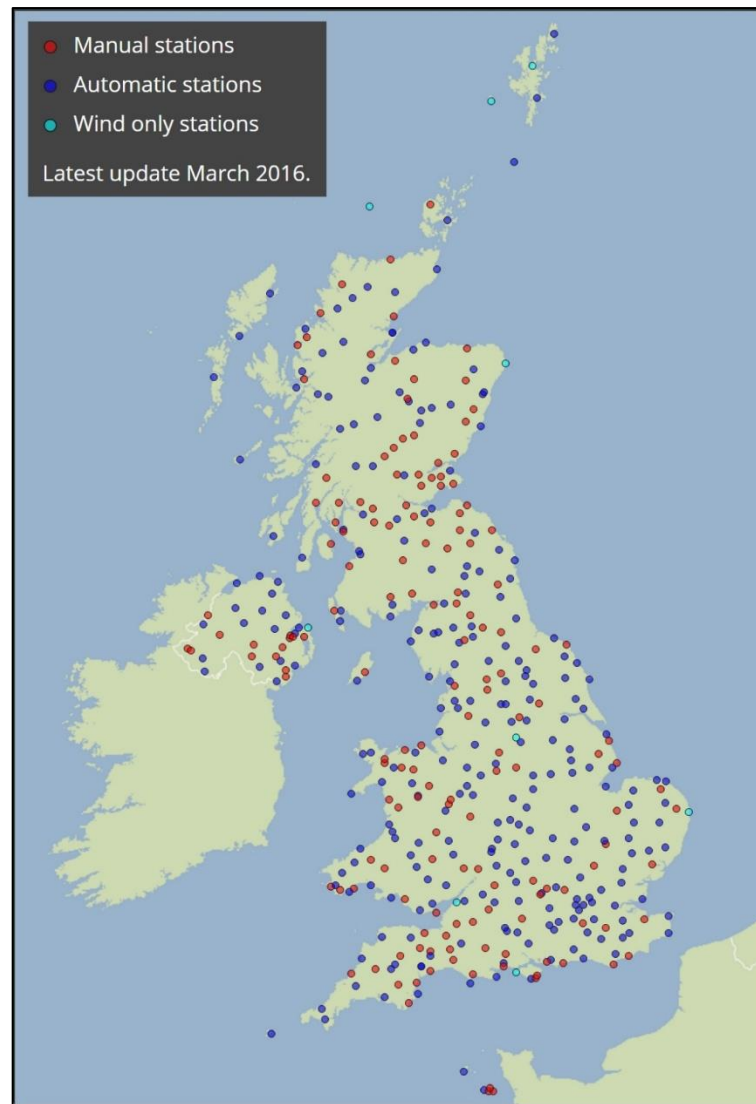 Manual stations
Automatic stations
Wind only stations
Latest update March 2016.